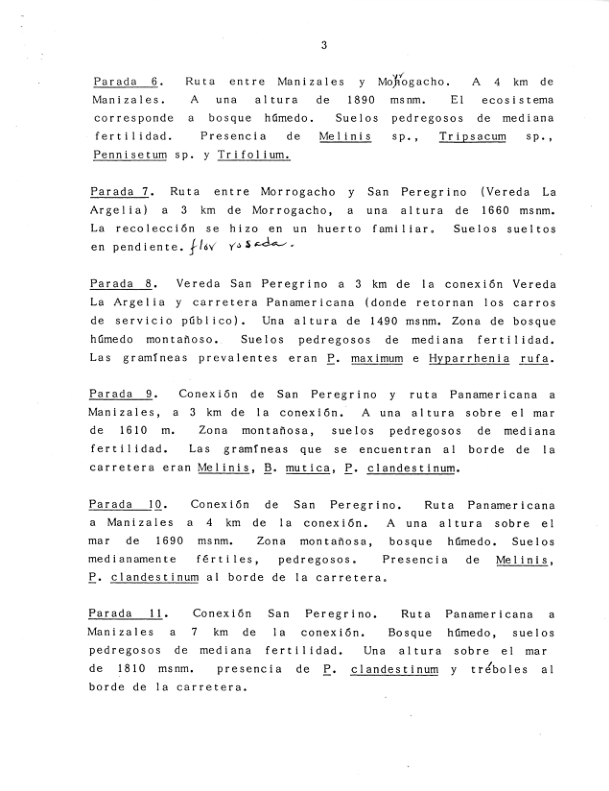 3
Parada 6. Ruta entre Manizales y Morrogacho. A 4 km de
Manizales. A una altura de 1890 msnm. El ecosistema
corresponde a bosque húmedo. Suelos pedregosos de mediana
fertilidad. Presencia de Melinis sp., Tripsacum sp.,
Pennisetum sp. y Trifolium.
Parada 7. Ruta entre Morrogacho y San Peregrino (Vereda La
Argelia) a 3 km de Morrogacho, a una altura de 1660 msnm.
La recolección se hizo en un huerto familiar. Suelos sueltos
en pendiente. flor rosada.
Parada 8. Vereda San Peregrino a 3 km de la conexión Vereda
La Argelia y carretera Panamericana (donde retornan los carros
de servicio público). Una altura de 1490 msnm. Zona de bosque
húmedo montañoso. Suelos pedregosos de mediana fertilidad.
Las gramíneas prevalentes eran P. maximum e Hyparrhenia rufa.
Parada 9. Conexión de San Peregrino y ruta Panamericana a
Manizales, a 3 km de la conexión. A una altura sobre el mar
de 1610 m. Zona montañosa, suelos pedregosos de mediana
fertilidad. Las gramíneas que se encuentran al borde de la
carretera eran Melinis, B. mutica, P. clandestinum.
Parada 10. Conexión de San Peregrino. Ruta Panamericana
a Manizales a 4 km de la conexión. A una altura sobre el
mar de 1690 msnm. Zona montañosa, bosque húmedo. Suelos
medianamente fértiles, pedregosos. Presencia de Melinis,
P. clandestinum al borde de la carretera.
Parada 11. Conexión San Peregrino. Ruta Panamericana a
Manizales a 7 km de la conexión. Bosque húmedo, suelos
pedregosos de mediana fertilidad. Una altura sobre el mar
de 1810 msnm. presencia de P. clandestinum y tréboles al
borde de la carretera.